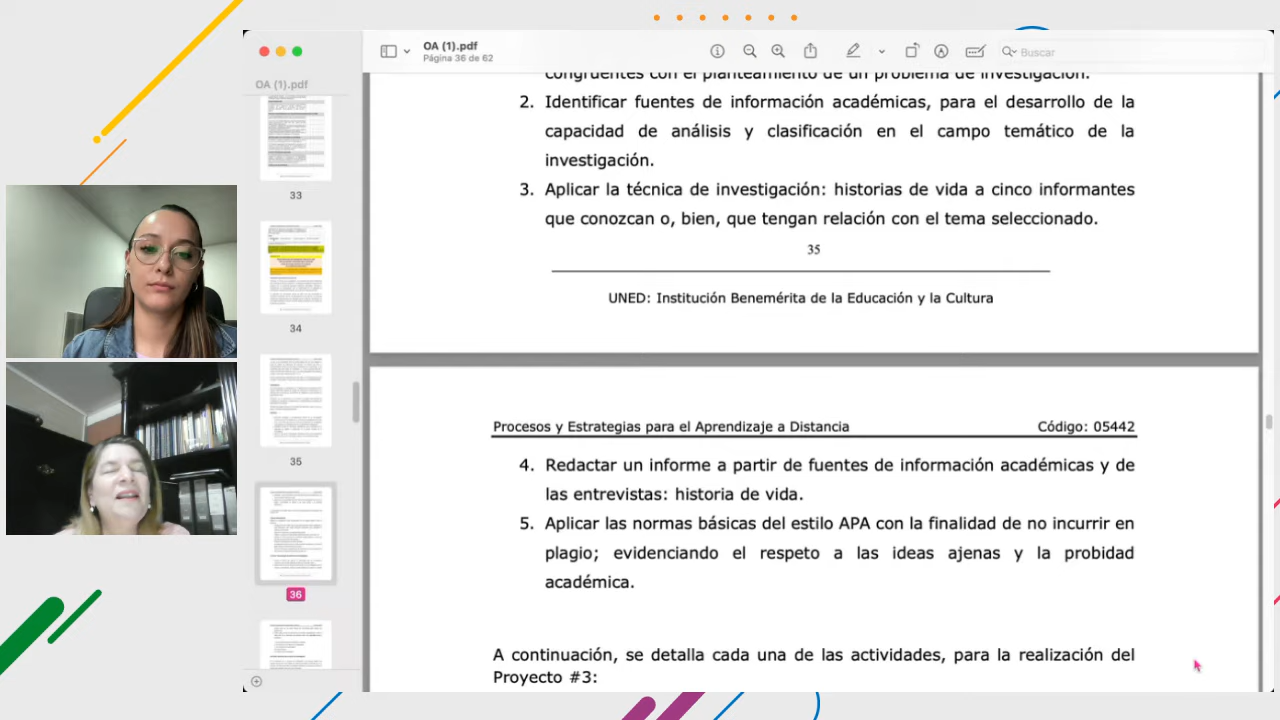 OA (1).pdf
Página 36 de 62
Buscar
OA (1).pdf
33
34
35
36
congruentes con el planteamiento de un problema de investigación.
2. Identificar fuentes de información académicas, para el desarrollo de la
capacidad de análisis y clasificación en el campo temático de
investigación.
3. Aplicar la técnica de investigación: historias de vida a cinco informantes
que conozcan o, bien, que tengan relación con el tema seleccionado.
35
UNED: Institución Benemérita de la Educación y la Cultura
Procesos y Estrategias para el Aprendizaje a Distancia Código: 05442
4. Redactar un informe a partir de fuentes de información académicas y de
las entrevistas: historias de vida.
5. Aplicar las normas básicas de estilo APA con la finalidad de no incurrir en
plagio; evidenciando el respeto a las ideas ajenas y la probidad
académica.
A continuación, se detalla cada una de las actividades, para la realización del
Proyecto #3: